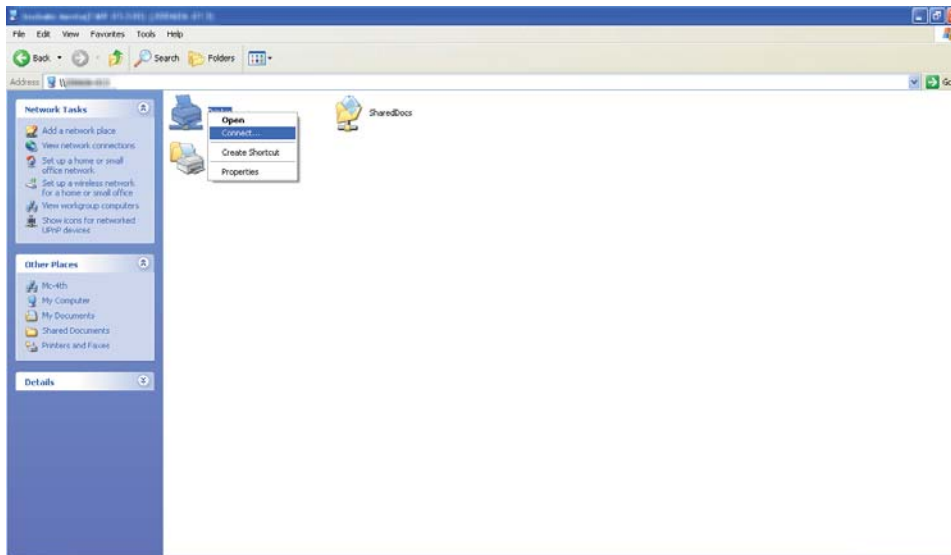 File Edit View Favorites Tools Help
Back Search Folders
Address \\
Go
Network Tasks
Add a network place
View network connections
Set up a home or small
office network
Set up a wireless network
for a home or small office
View workgroup computers
Show icons for networked
UPnP devices
Other Places
Mc-4th
My Computer
My Documents
Shared Documents
Printers and Faxes
Details
Open
Connect...
Create Shortcut
Properties
SharedDocs